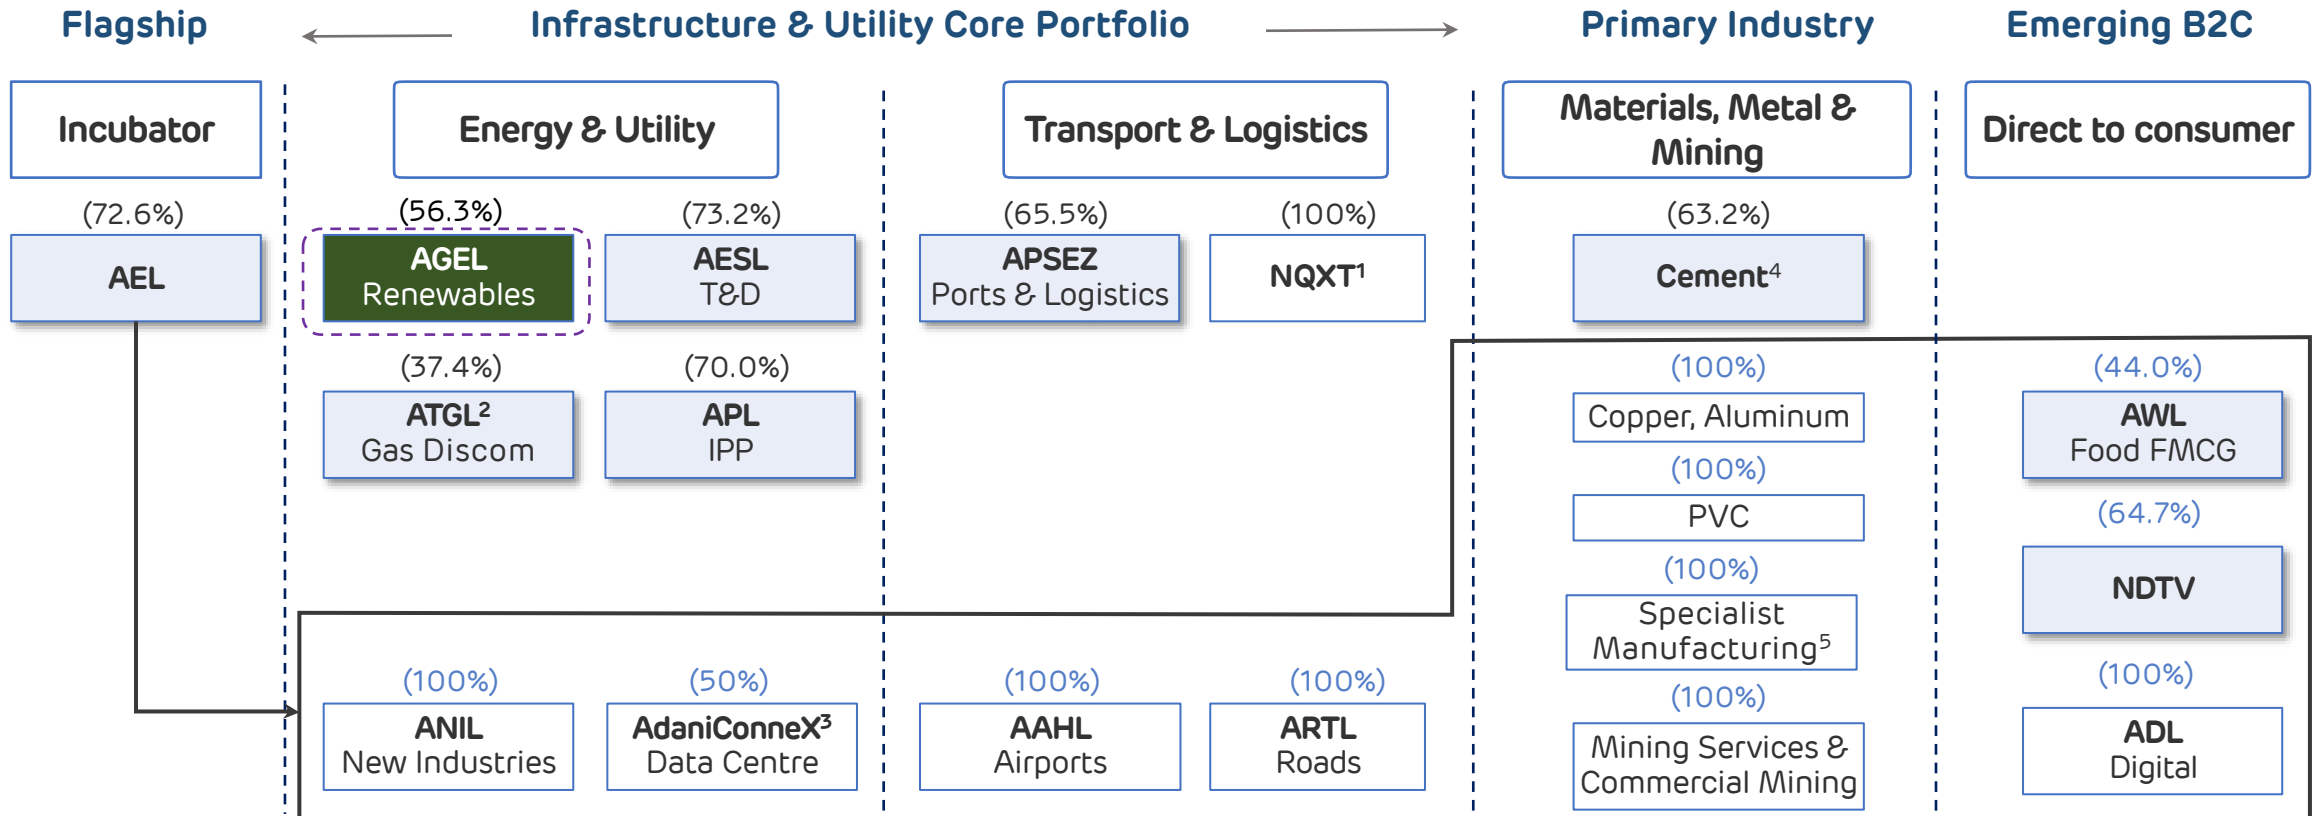 Flagship
Infrastructure & Utility Core Portfolio
Primary Industry
Emerging B2C
Incubator
Energy & Utility
Transport & Logistics
Materials, Metal &
Mining
Direct to consumer
(72.6%)
AEL
(56.3%)
AGEL
Renewables
(73.2%)
AESL
T&D
(65.5%)
APSEZ
Ports & Logistics
(100%)
NQXT¹
(63.2%)
Cement⁴
(37.4%)
ATGL²
Gas Discom
(70.0%)
APL
IPP
(100%)
Copper, Aluminum
(100%)
PVC
(100%)
Specialist
Manufacturing⁵
(100%)
Mining Services &
Commercial Mining
(44.0%)
AWL
Food FMCG
(64.7%)
NDTV
(100%)
ADL
Digital
(100%)
ANIL
New Industries
(50%)
AdaniConneX³
Data Centre
(100%)
AAHL
Airports
(100%)
ARTL
Roads